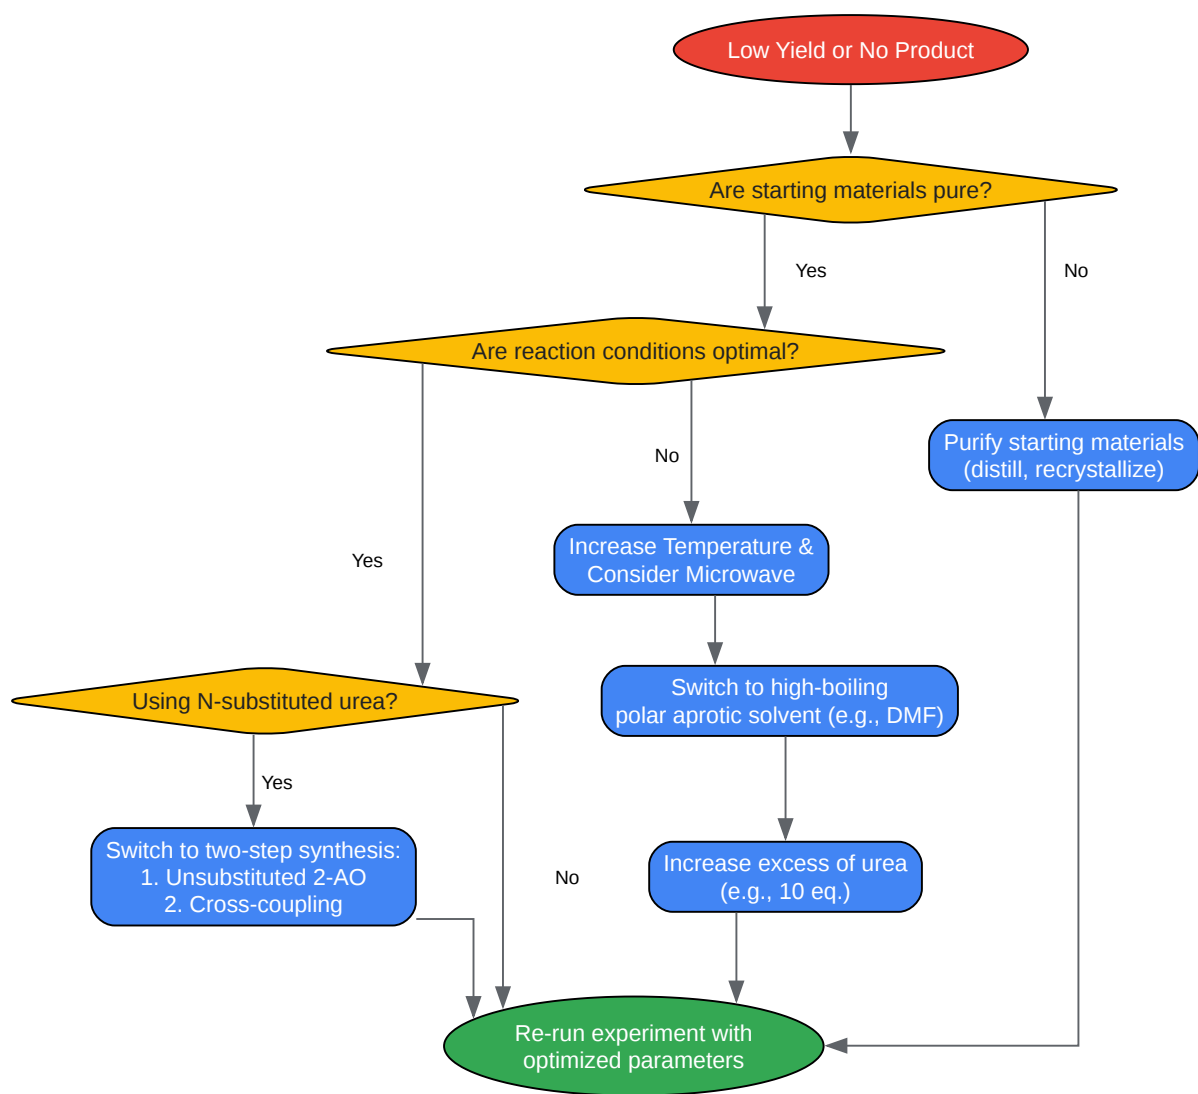 Low Yield or No Product
Are starting materials pure?
Yes
No
Are reaction conditions optimal?
Purify starting materials
(distill, recrystallize)
No
Increase Temperature &
Consider Microwave
Yes
Switch to high-boiling
polar aprotic solvent (e.g., DMF)
Using N-substituted urea?
Yes
Switch to two-step synthesis:
1. Unsubstituted 2-AO
2. Cross-coupling
No
Increase excess of urea
(e.g., 10 eq.)
Re-run experiment with
optimized parameters